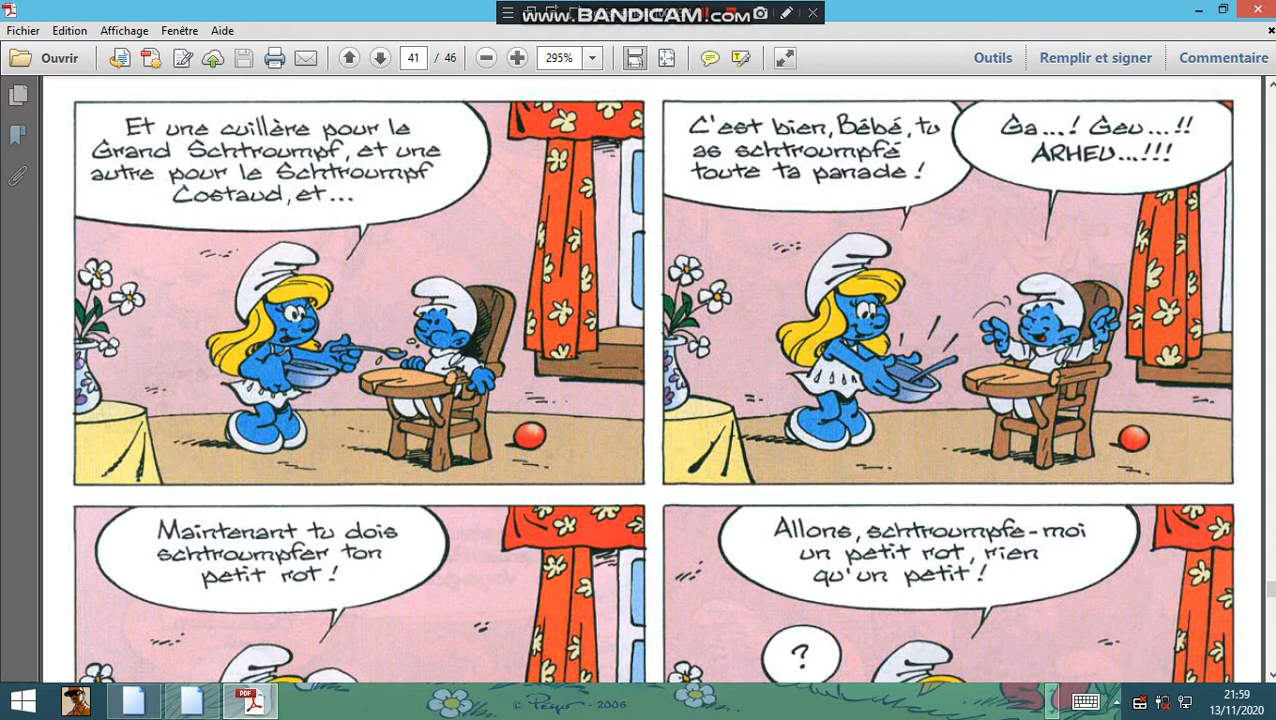 www.BANDICAM.com
Fichier Edition Affichage Fenêtre Aide
Ouvrir 41 / 46 295% Outils Remplir et signer Commentaire
Et une cuillère pour le
Grand Schtroumpf, et une
autre pour le Schtroumpf
Costaud, et...
C'est bien, Bébé, tu
as schtroumpfé
toute ta panade !
Ga...! Geu...!!
ARHEU...!!!
Maintenant tu dois
schtroumpfer ton
petit rot !
Allons, schtroumpfe-moi
un petit rot, rien
qu'un petit !
?
PDF
© Peyo - 2006
21:59
13/11/2020